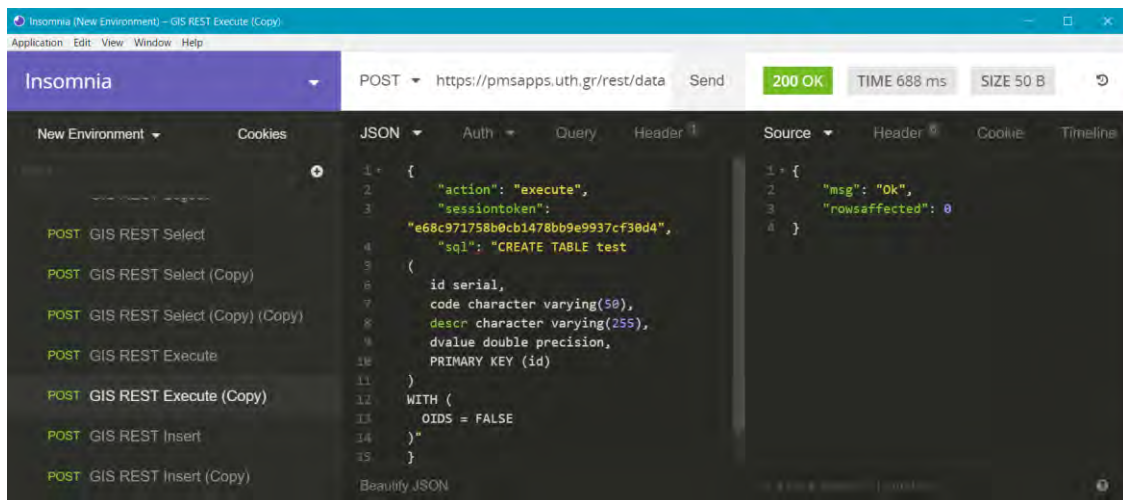 Insomnia (New Environment) – GIS REST Execute (Copy)
Application Edit View Window Help
Insomnia
POST https://pmsapps.uth.gr/rest/data Send
200 OK TIME 688 ms SIZE 50 B
New Environment Cookies
JSON Auth Query Header 1
Source Header 6 Cookie Timeline
POST GIS REST Select
POST GIS REST Select (Copy)
POST GIS REST Select (Copy) (Copy)
POST GIS REST Execute
POST GIS REST Execute (Copy)
POST GIS REST Insert
POST GIS REST Insert (Copy)
1 {
2 "action": "execute",
3 "sessiontoken":
"e68c971758b0cb1478bb9e9937cf30d4",
4 "sql": "CREATE TABLE test
5 (
6 id serial,
7 code character varying(50),
8 descr character varying(255),
9 dvalue double precision,
10 PRIMARY KEY (id)
11 )
12 WITH (
13 OIDS = FALSE
14 )"
15 }
Beautify JSON
1 {
2 "msg": "Ok",
3 "rowsaffected": 0
4 }